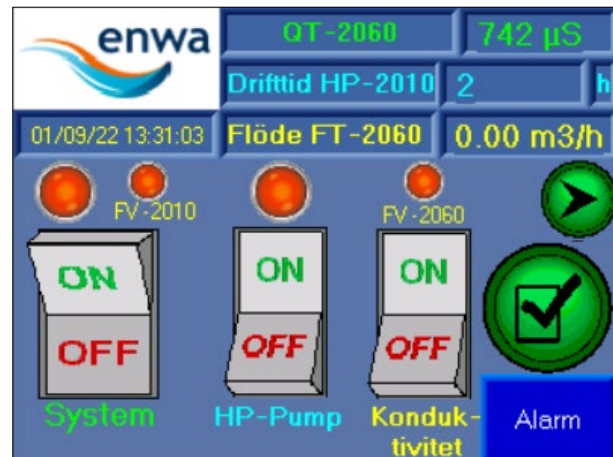 enwa
QT-2060 742 µS
Drifttid HP-2010 2 h
01/09/22 13:31:03 Flöde FT-2060 0.00 m3/h
FV-2010 FV-2060
ON ON ON
OFF OFF OFF
System HP-Pump Konduk-
tivitet
Alarm